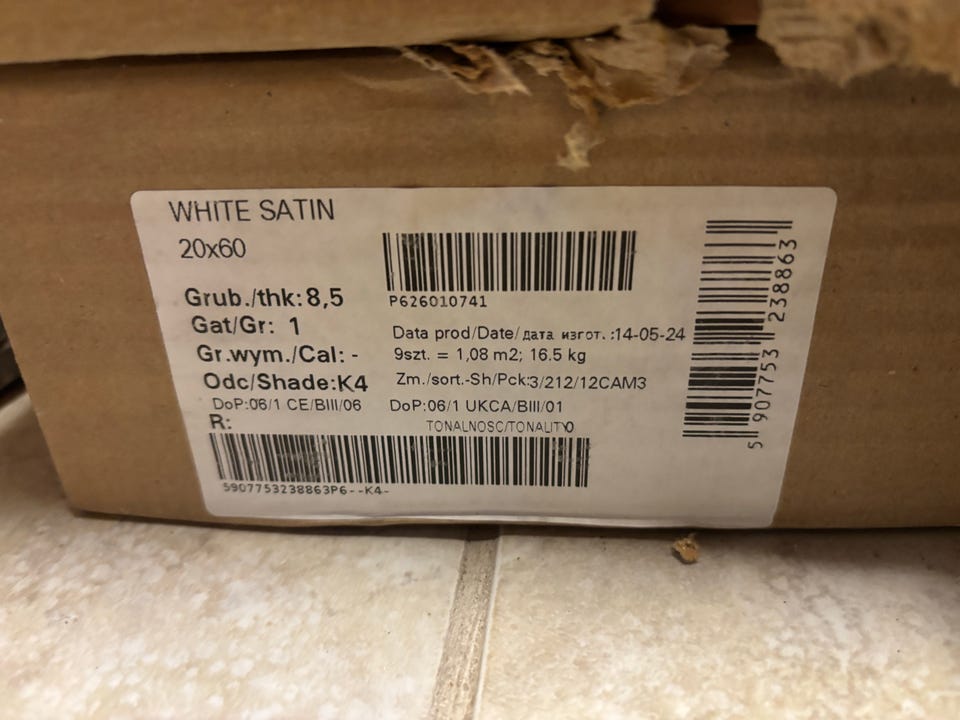 WHITE SATIN
20x60
Grub./thk: 8,5
Gat/Gr: 1
Gr.wym./Cal: -
Odc/Shade:K4
DoP:06/1 CE/BIII/06
R:
5907753238863P6--K4-
P626010741
Data prod/Date/дата изгот.:14-05-24
9szt. = 1,08 m2; 16.5 kg
Zm./sort.-Sh/Pck:3/212/12CAM3
DoP:06/1 UKCA/BIII/01
TONALNOSC/TONALITY0
5 907753 238863